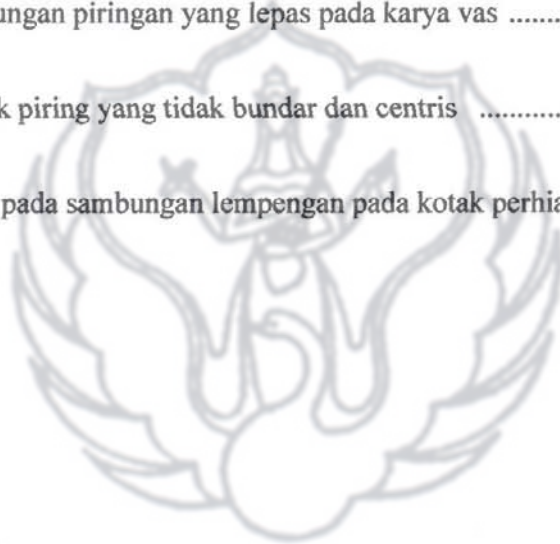 ungan piringan yang lepas pada karya vas ........
k piring yang tidak bundar dan centris ............
pada sambungan lempengan pada kotak perhia